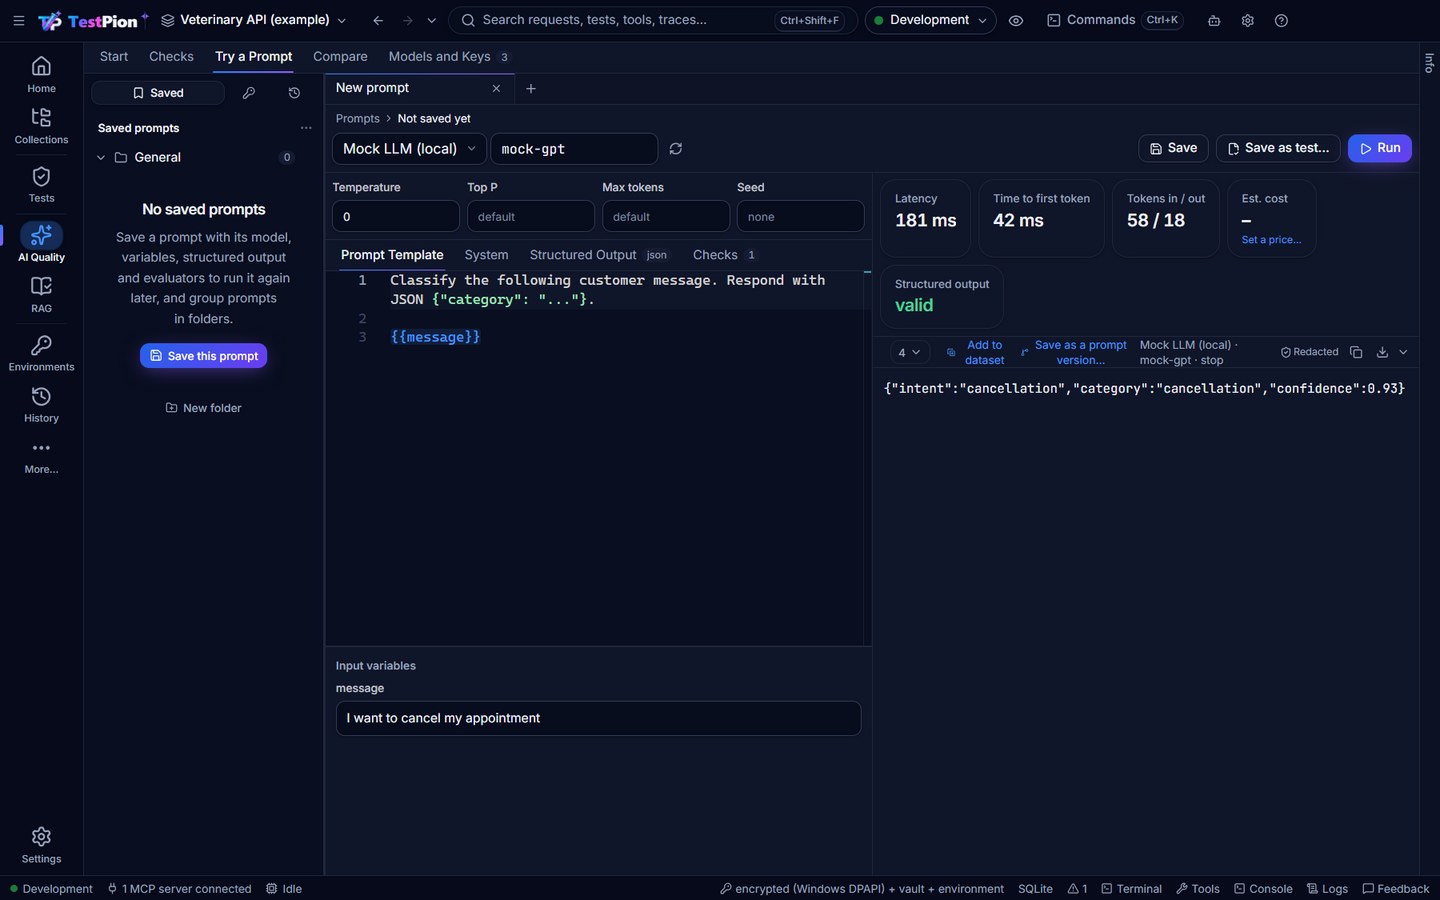 TestPion
Veterinary API (example)
Search requests, tests, tools, traces...
Ctrl+Shift+F
Development
Commands
Ctrl+K
Home
Collections
Tests
AI Quality
RAG
Environments
History
More...
Settings
Start
Checks
Try a Prompt
Compare
Models and Keys
3
Info
Saved
Saved prompts
General
0
No saved prompts
Save a prompt with its model,
variables, structured output
and evaluators to run it again
later, and group prompts
in folders.
Save this prompt
New folder
New prompt
Prompts > Not saved yet
Mock LLM (local)
mock-gpt
Save
Save as test...
Run
Temperature
0
Top P
default
Max tokens
default
Seed
none
Prompt Template
System
Structured Output
json
Checks
1
1 Classify the following customer message. Respond with
JSON {"category": "..."}.
2
3 {{message}}
Input variables
message
I want to cancel my appointment
Latency
181 ms
Time to first token
42 ms
Tokens in / out
58 / 18
Est. cost
–
Set a price...
Structured output
valid
4
Add to
dataset
Save as a prompt
version...
Mock LLM (local) ·
mock-gpt · stop
Redacted
{"intent":"cancellation","category":"cancellation","confidence":0.93}
Development
1 MCP server connected
Idle
encrypted (Windows DPAPI) + vault + environment
SQLite
1
Terminal
Tools
Console
Logs
Feedback